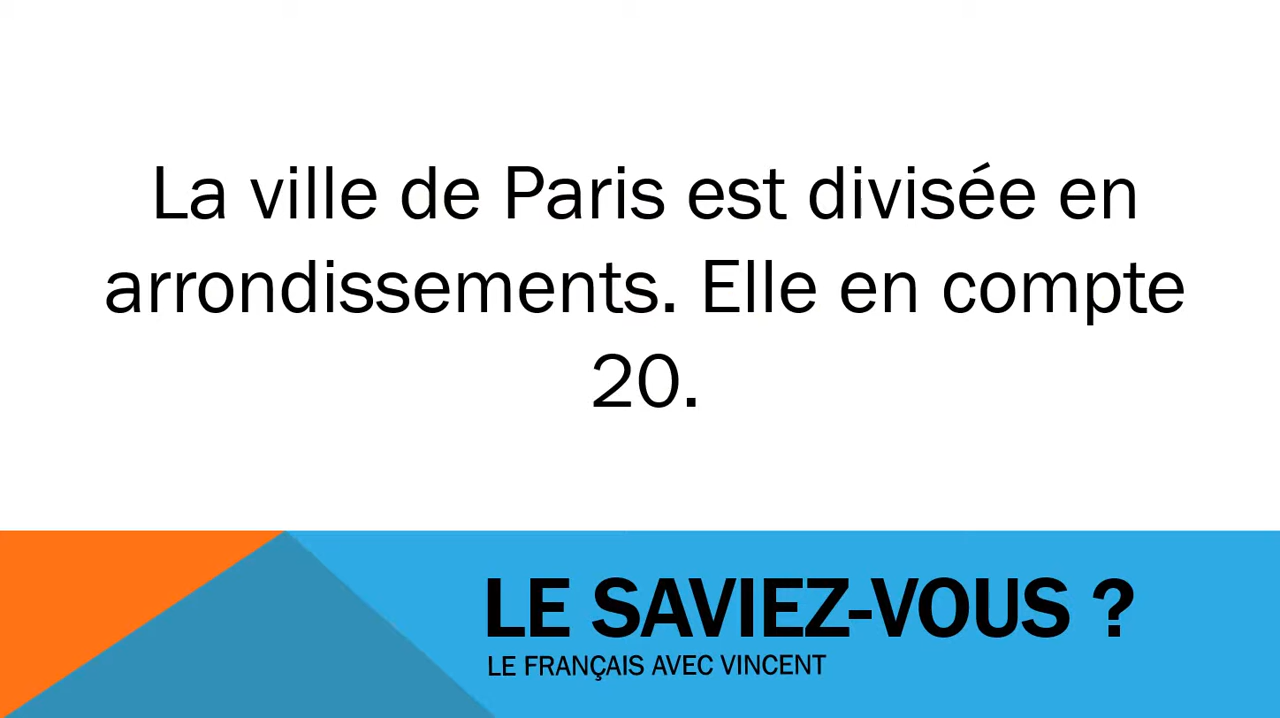 La ville de Paris est divisée en
arrondissements. Elle en compte
20.
LE SAVIEZ-VOUS ?
LE FRANÇAIS AVEC VINCENT